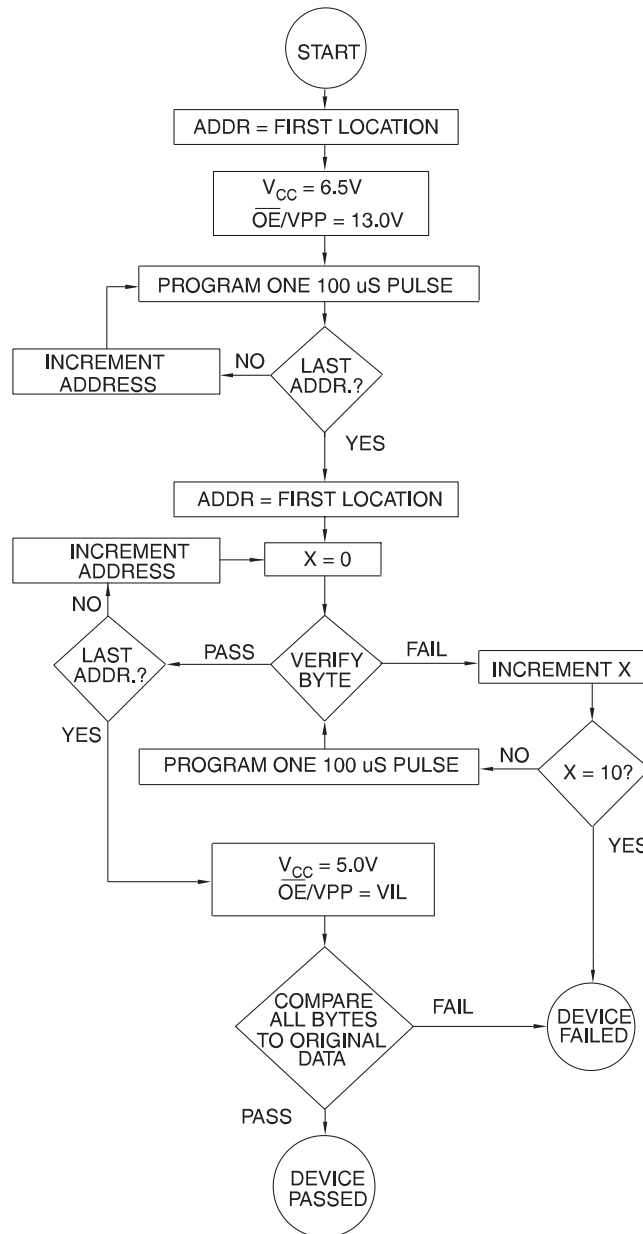 START
ADDR = FIRST LOCATION
VCC = 6.5V
OE/VPP = 13.0V
PROGRAM ONE 100 uS PULSE
INCREMENT
ADDRESS
NO
LAST
ADDR.?
YES
ADDR = FIRST LOCATION
INCREMENT
ADDRESS
X = 0
NO
LAST
ADDR.?
PASS
VERIFY
BYTE
FAIL
INCREMENT X
YES
PROGRAM ONE 100 uS PULSE
NO
X = 10?
YES
VCC = 5.0V
OE/VPP = VIL
COMPARE
ALL BYTES
TO ORIGINAL
DATA
FAIL
DEVICE
FAILED
PASS
DEVICE
PASSED